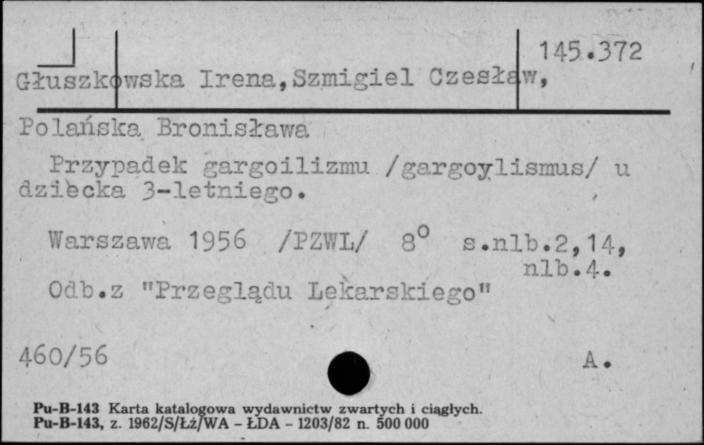 145.372
Głuszkowska Irena, Szmigiel Czesław,
Polańska Bronisława
Przypadek gargoilizmu /gargoylismus/ u
dziecka 3-letniego.
Warszawa 1956 /PZWL/ 8° s.nlb.2,14,
nlb.4.
Odb.z "Przeglądu Lekarskiego"
460/56 A.
Pu-B-143 Karta katalogowa wydawnictw zwartych i ciągłych.
Pu-B-143, z. 1962/S/Łź/WA - ŁDA - 1203/82 n. 500 000